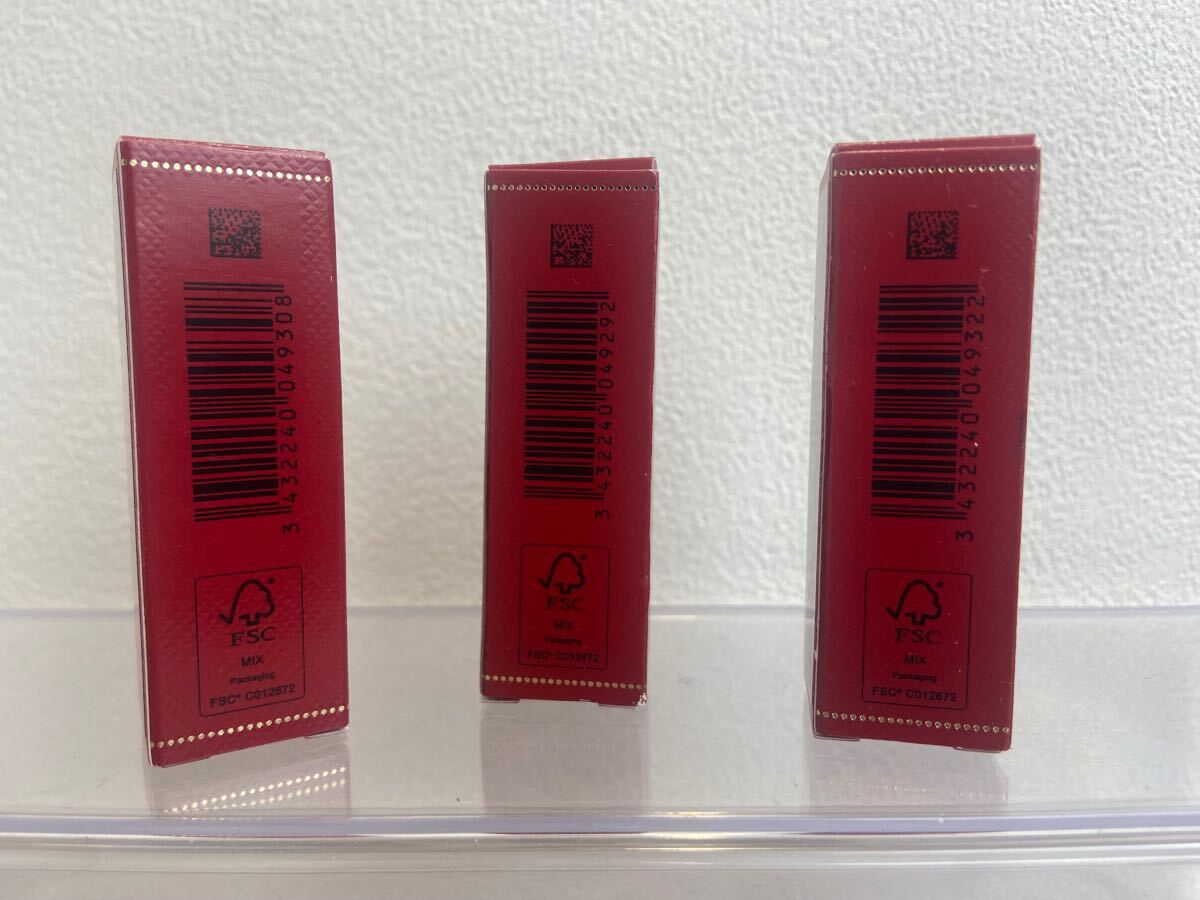 3 432240 049308
FSC®
FSC
MIX
Packaging
FSC® C012672
3 432240 049292
FSC®
MIX
Packaging
FSC® C012672
3 432240 049322
FSC®
MIX
Packaging
FSC® C012672